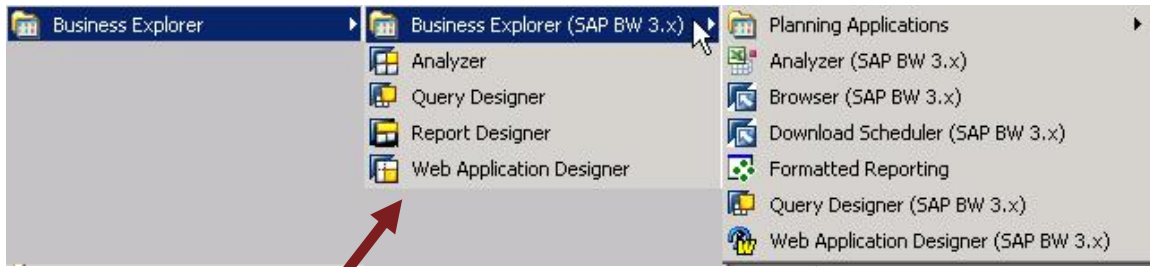 Business Explorer
Business Explorer (SAP BW 3.x)
Analyzer
Query Designer
Report Designer
Web Application Designer
Planning Applications
Analyzer (SAP BW 3.x)
Browser (SAP BW 3.x)
Download Scheduler (SAP BW 3.x)
Formatted Reporting
Query Designer (SAP BW 3.x)
Web Application Designer (SAP BW 3.x)